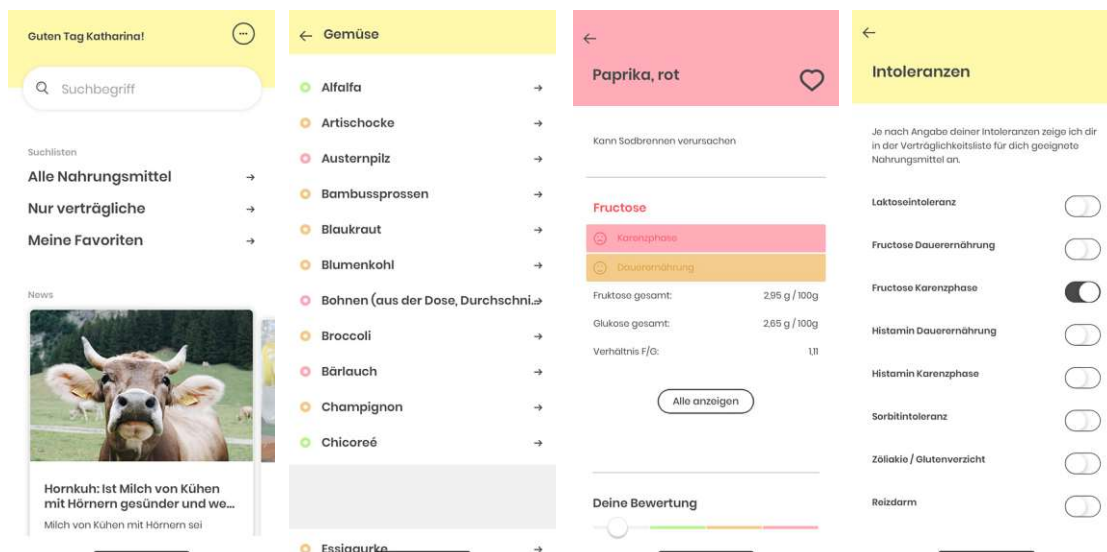 Guten Tag Katharina!
Suchbegriff
Suchlisten
Alle Nahrungsmittel
Nur verträgliche
Meine Favoriten
News
Hornkuh: Ist Milch von Kühen
mit Hörnern gesünder und we...
Milch von Kühen mit Hörnern sei
Gemüse
Alfalfa
Artischocke
Austernpilz
Bambussprossen
Blaukraut
Blumenkohl
Bohnen (aus der Dose, Durchschni...
Broccoli
Bärlauch
Champignon
Chicoreé
Essiggurke
Paprika, rot
Kann Sodbrennen verursachen
Fructose
Karenzphase
Dauerernährung
Fruktose gesamt: 2,95 g / 100g
Glukose gesamt: 2,65 g / 100g
Verhältnis F/G: 1,11
Alle anzeigen
Deine Bewertung
Intoleranzen
Je nach Angabe deiner Intoleranzen zeige ich dir
in der Verträglichkeitsliste für dich geeignete
Nahrungsmittel an.
Laktoseintoleranz
Fructose Dauerernährung
Fructose Karenzphase
Histamin Dauerernährung
Histamin Karenzphase
Sorbitintoleranz
Zöliakie / Glutenverzicht
Reizdarm